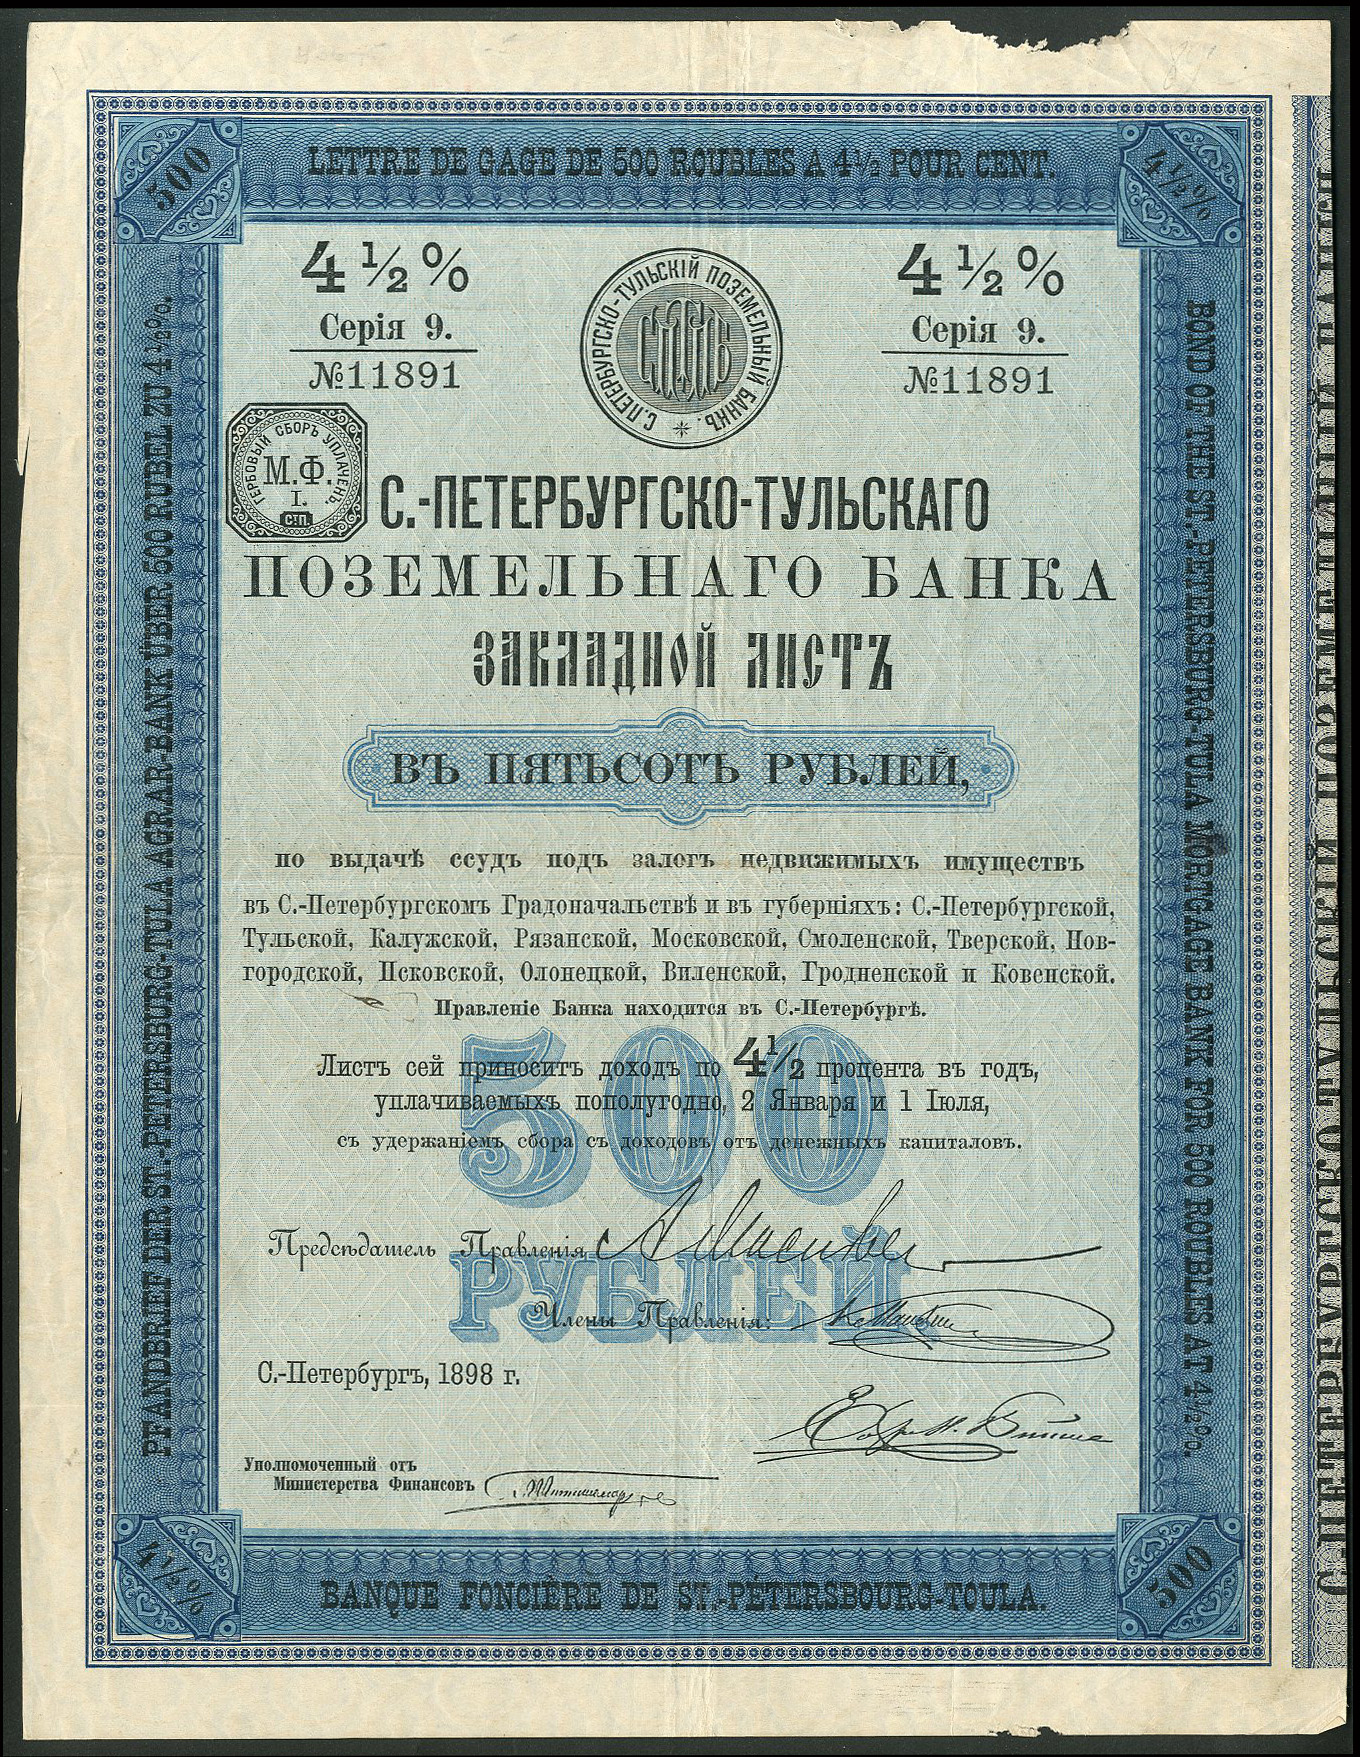 LETTRE DE GAGE DE 500 ROUBLES A 4½ POUR CENT.
500
4½%
4½%
4½%
Серія 9.
Серія 9.
№11891
№11891
С.ПЕТЕРБУРГСКО-ТУЛЬСКІЙ ПОЗЕМЕЛЬНЫЙ БАНКЪ.
ГЕРБОВЫЙ СБОРЪ УПЛАЧЕНЪ.
М.Ф.
I.
С.-ПЕТЕРБУРГСКО-ТУЛЬСКАГО
ПОЗЕМЕЛЬНАГО БАНКА
ЗАКЛАДНОЙ ЛИСТЪ
ВЪ ПЯТЬСОТЪ РУБЛЕЙ,
по выдачѣ ссудъ подъ залогъ недвижимыхъ имуществъ
въ С.-Петербургскомъ Градоначальствѣ и въ губерніяхъ: С.-Петербургской,
Тульской, Калужской, Рязанской, Московской, Смоленской, Тверской, Нов-
городской, Псковской, Олонецкой, Виленской, Гродненской и Ковенской.
Правленіе Банка находится въ С.-Петербургѣ.
500
РУБЛЕЙ
Листъ сей приноситъ доходъ по 4½ процента въ годъ,
уплачиваемыхъ пополугодно, 2 Января и 1 Іюля,
съ удержаніемъ сбора съ доходовъ отъ денежныхъ капиталовъ.
Предсѣдатель Правленія
Члены Правленія:
С.-Петербургъ, 1898 г.
Уполномоченный отъ
Министерства Финансовъ
4½%
500
BANQUE FONCIÈRE DE ST.-PÉTERSBOURG-TOULA.
PFANDBRIEF DER ST.-PETERSBURG-TULA AGRAR-BANK ÜBER 500 RUBEL ZU 4½%.
BOND OF THE ST.-PETERSBURG-TULA MORTGAGE BANK FOR 500 ROUBLES AT 4½%.